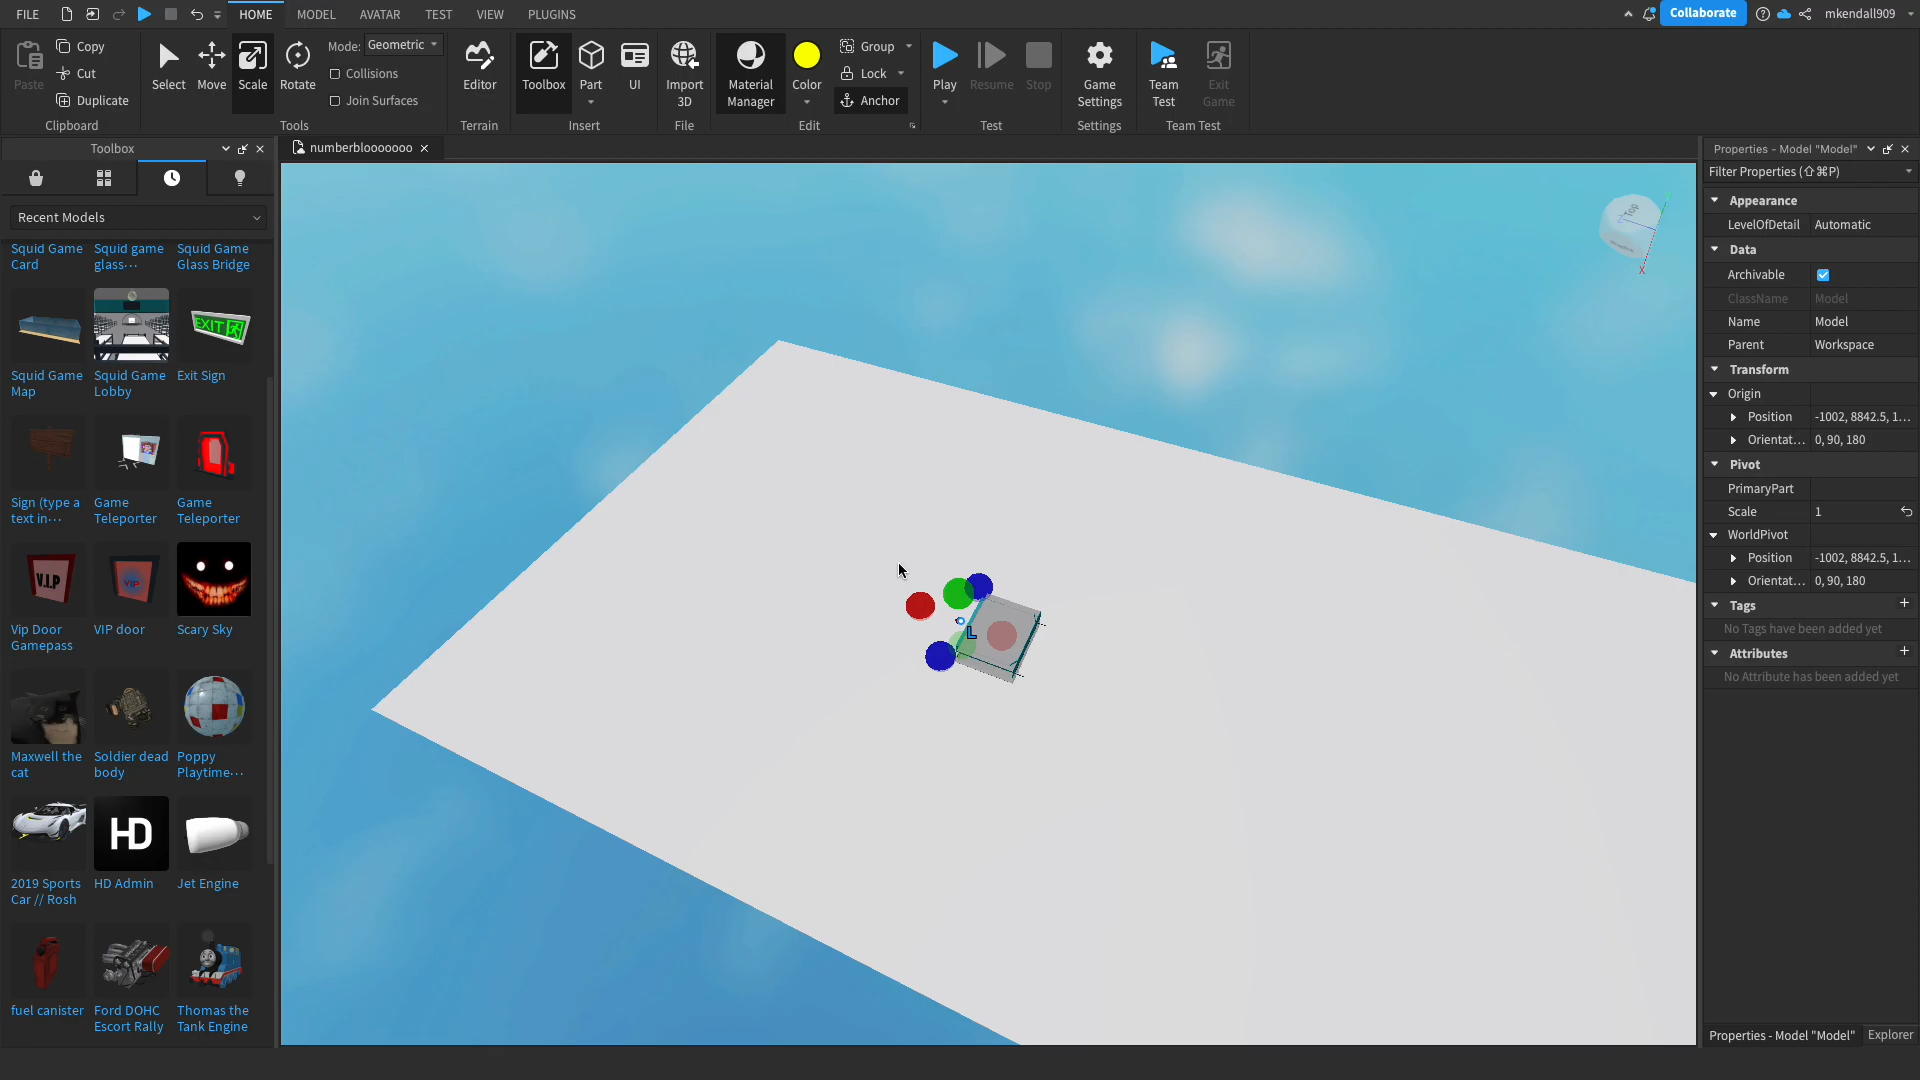 FILE HOME MODEL AVATAR TEST VIEW PLUGINS Collaborate mkendall909
Paste Copy Cut Duplicate
Clipboard
Select Move Scale Rotate
Mode: Geometric
Collisions
Join Surfaces
Tools
Editor
Terrain
Toolbox Part UI
Insert
Import
3D
File
Material
Manager
Color
Group
Lock
Anchor
Edit
Play Resume Stop
Test
Game
Settings
Settings
Team
Test
Exit
Game
Team Test
Toolbox
Recent Models
Squid Game
Card
Squid game
glass···
Squid Game
Glass Bridge
EXIT
Squid Game
Map
Squid Game
Lobby
Exit Sign
Sign (type a
text in···
Game
Teleporter
Game
Teleporter
V.I.P
VIP
Vip Door
Gamepass
VIP door
Scary Sky
Maxwell the
cat
Soldier dead
body
Poppy
Playtime···
HD
2019 Sports
Car // Rosh
HD Admin
Jet Engine
fuel canister
Ford DOHC
Escort Rally
Thomas the
Tank Engine
numberblooooooo
Top
X
L
Properties - Model "Model"
Filter Properties (⇧⌘P)
Appearance
LevelOfDetail Automatic
Data
Archivable
ClassName Model
Name Model
Parent Workspace
Transform
Origin
Position -1002, 8842.5, 1...
Orientat... 0, 90, 180
Pivot
PrimaryPart
Scale 1
WorldPivot
Position -1002, 8842.5, 1...
Orientat... 0, 90, 180
Tags
No Tags have been added yet
Attributes
No Attribute has been added yet
Properties - Model "Model" Explorer